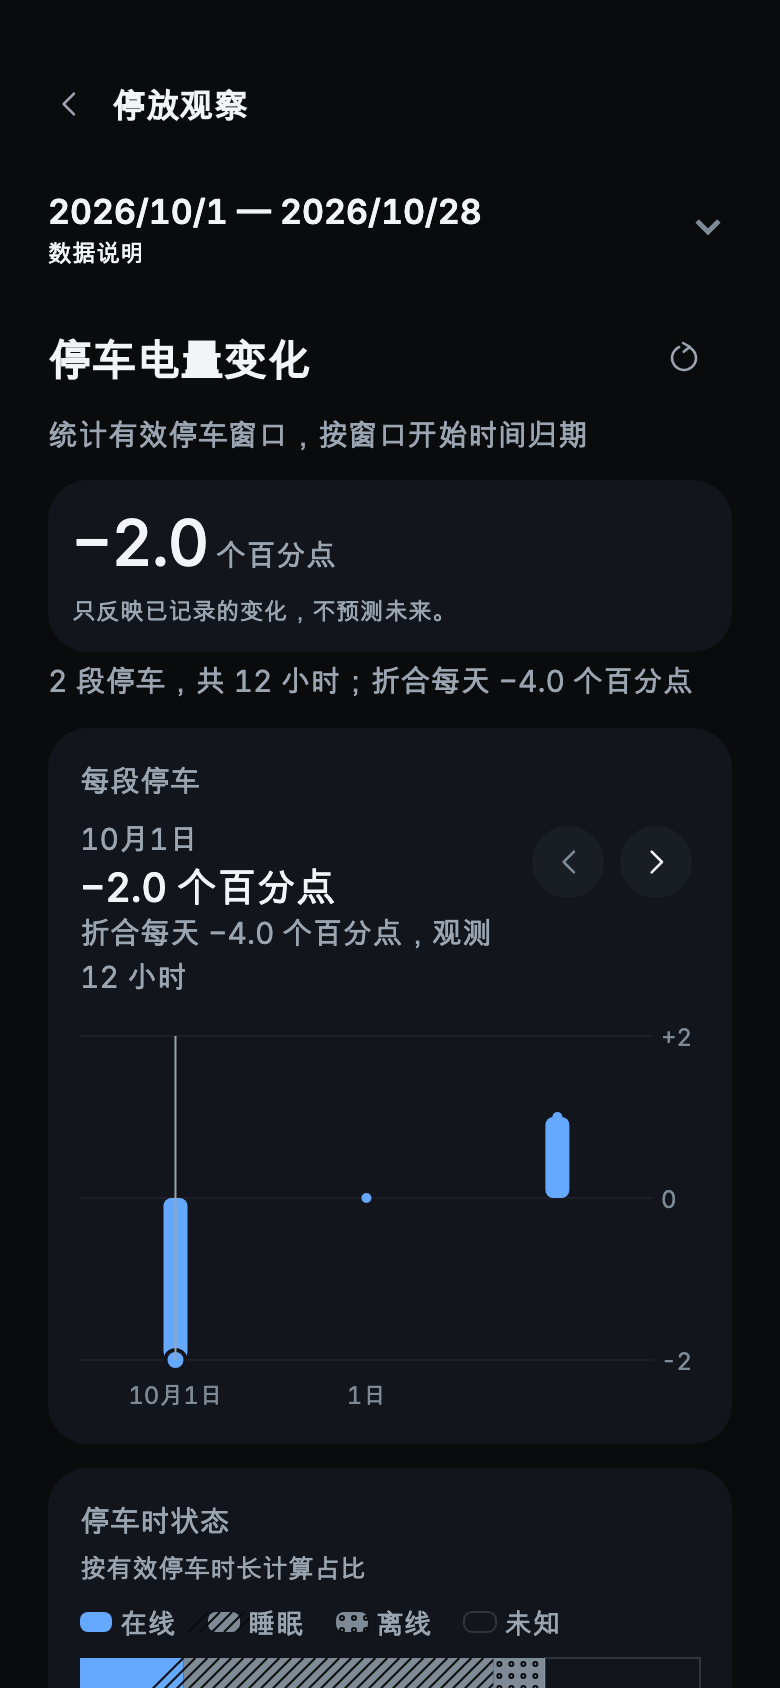 停放观察
2026/10/1 — 2026/10/28
数据说明
停车电量变化
统计有效停车窗口，按窗口开始时间归期
−2.0 个百分点
只反映已记录的变化，不预测未来。
2 段停车，共 12 小时；折合每天 −4.0 个百分点
每段停车
10月1日
−2.0 个百分点
折合每天 −4.0 个百分点，观测
12 小时
+2
0
-2
10月1日 1日
停车时状态
按有效停车时长计算占比
在线 睡眠 离线 未知